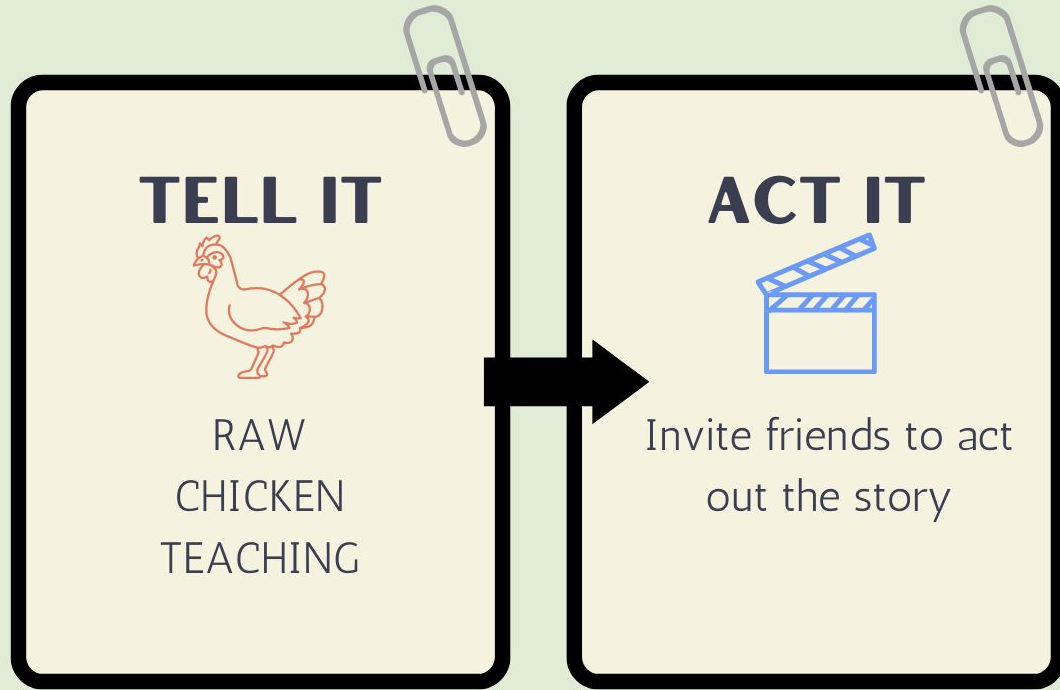 TELL IT
RAW
CHICKEN
TEACHING
ACT IT
Invite friends to act
out the story